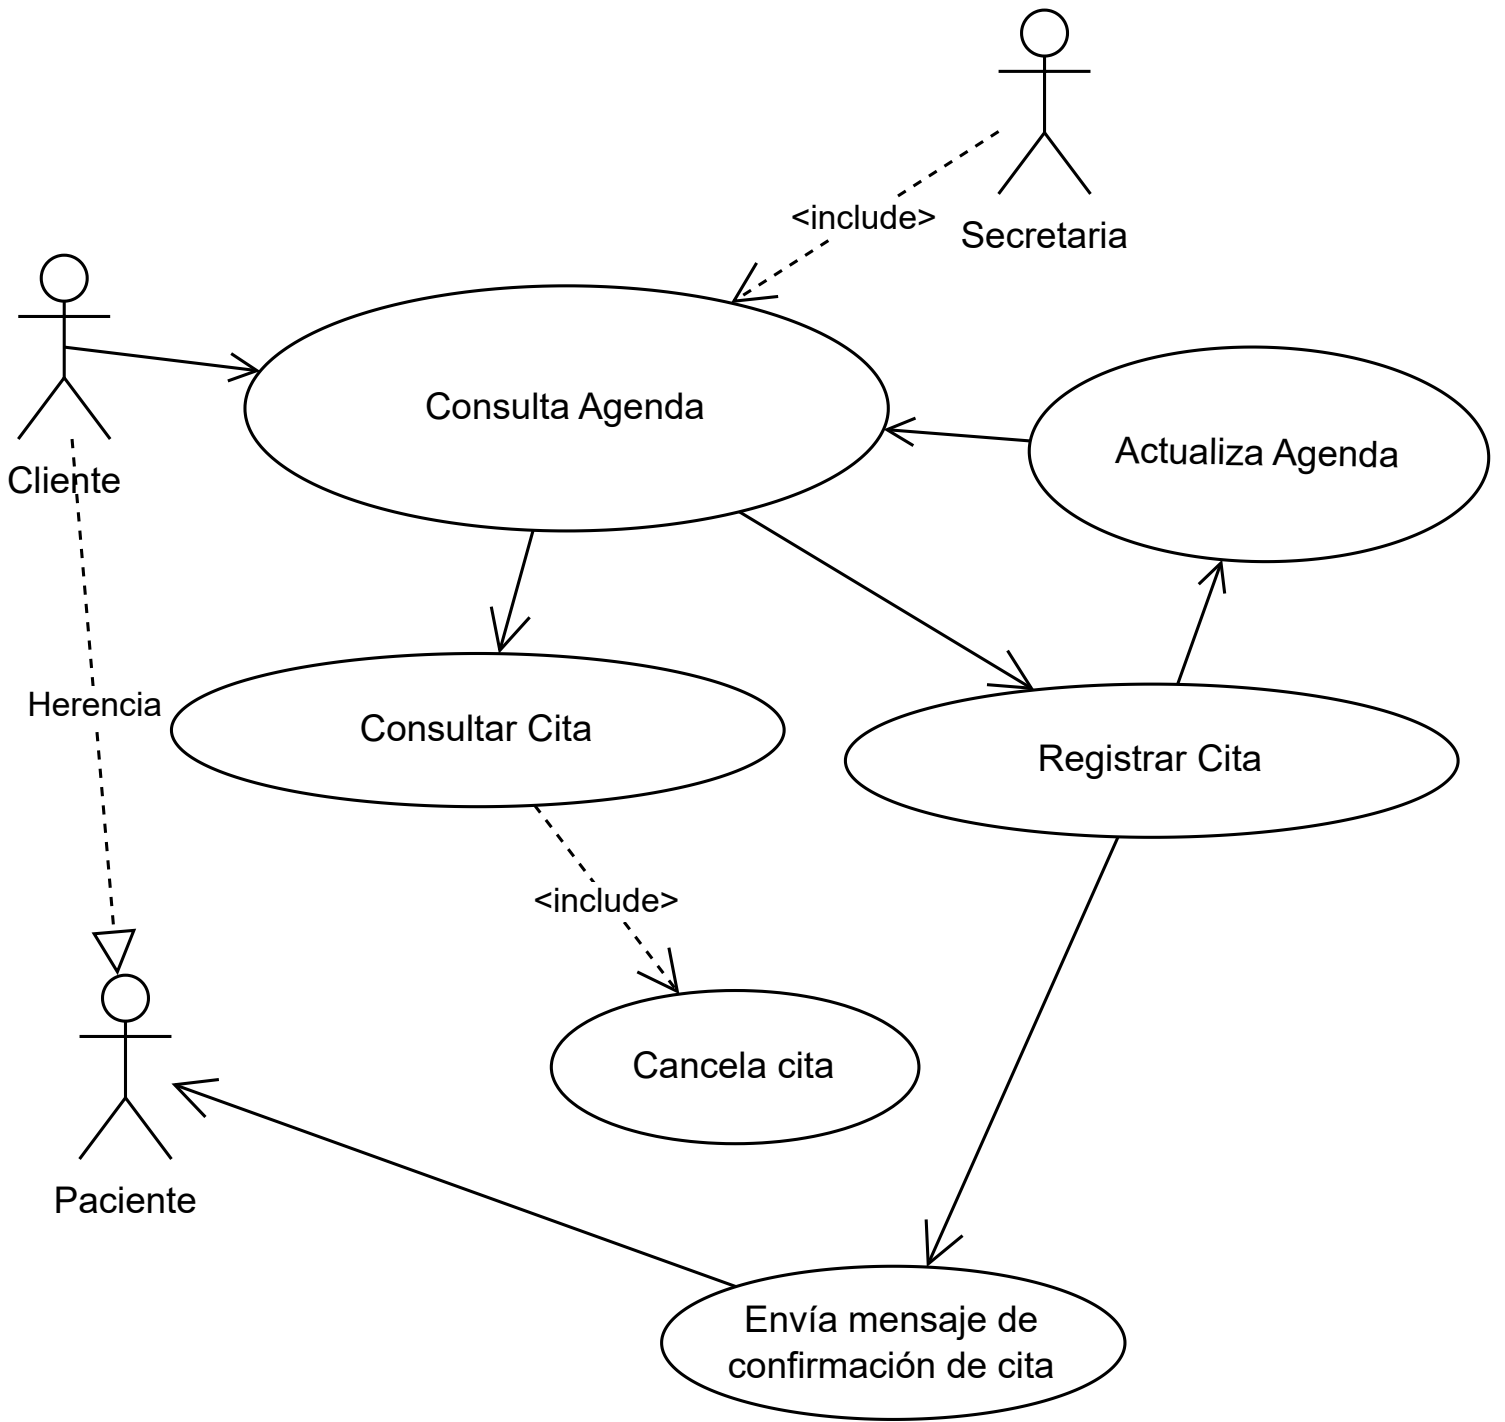 <include>
Secretaria
Consulta Agenda
Actualiza Agenda
Cliente
Herencia
Consultar Cita
Registrar Cita
<include>
Cancela cita
Paciente
Envía mensaje de
confirmación de cita